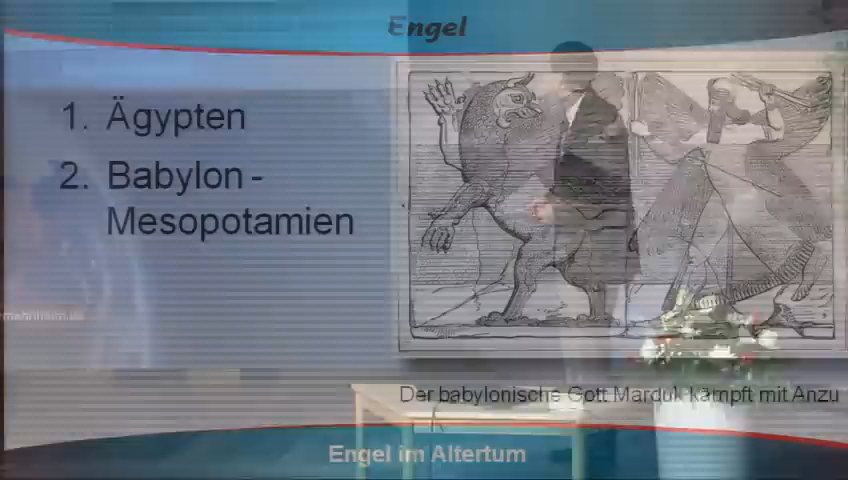 Engel
1. Ägypten
2. Babylon -
Mesopotamien
Der babylonische Gott Marduk kämpft mit Anzu
Engel im Altertum